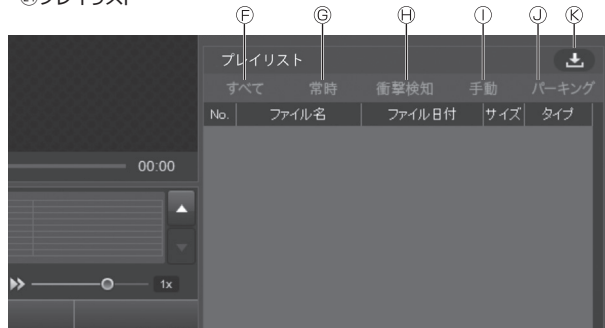 プレイリスト
Ⓕ Ⓖ Ⓗ Ⓘ Ⓙ Ⓚ
プレイリスト
すべて 常時 衝撃検知 手動 パーキング
No. ファイル名 ファイル日付 サイズ タイプ
00:00
1x